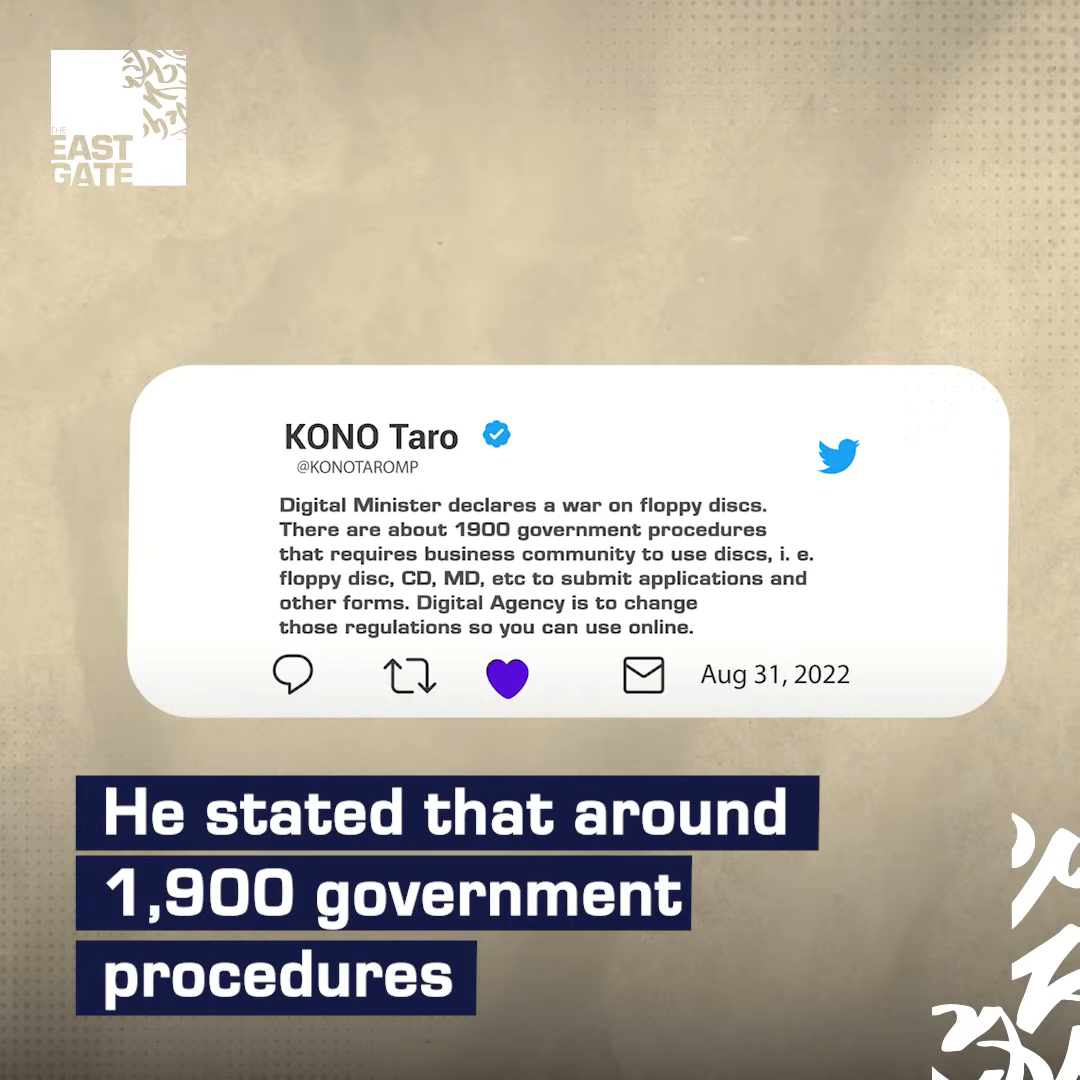 THE
EAST
GATE
KONO Taro
@KONOTAROMP
Digital Minister declares a war on floppy discs.
There are about 1900 government procedures
that requires business community to use discs, i. e.
floppy disc, CD, MD, etc to submit applications and
other forms. Digital Agency is to change
those regulations so you can use online.
Aug 31, 2022
He stated that around
1,900 government
procedures